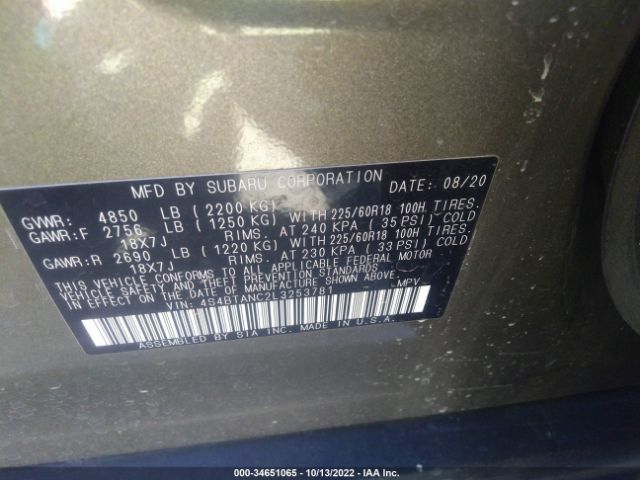 MFD BY SUBARU CORPORATION DATE: 08/20
GVWR: 4850 LB (2200 KG)
GAWR:F 2756 LB (1250 KG) WITH 225/60R18 100H TIRES.
18X7J RIMS. AT 240 KPA (35 PSI) COLD
GAWR:R 2690 LB (1220 KG) WITH 225/60R18 100H TIRES.
18X7J RIMS. AT 230 KPA (33 PSI) COLD
THIS VEHICLE CONFORMS TO ALL APPLICABLE FEDERAL MOTOR
VEHICLE SAFETY AND THEFT PREVENTION STANDARDS
IN EFFECT ON THE DATE OF MANUFACTURE SHOWN ABOVE.
VIN: 4S4BTANC2L3253781 MPV
ASSEMBLED BY SIA INC. MADE IN U.S.A.
000-34651065 - 10/13/2022 - IAA Inc.